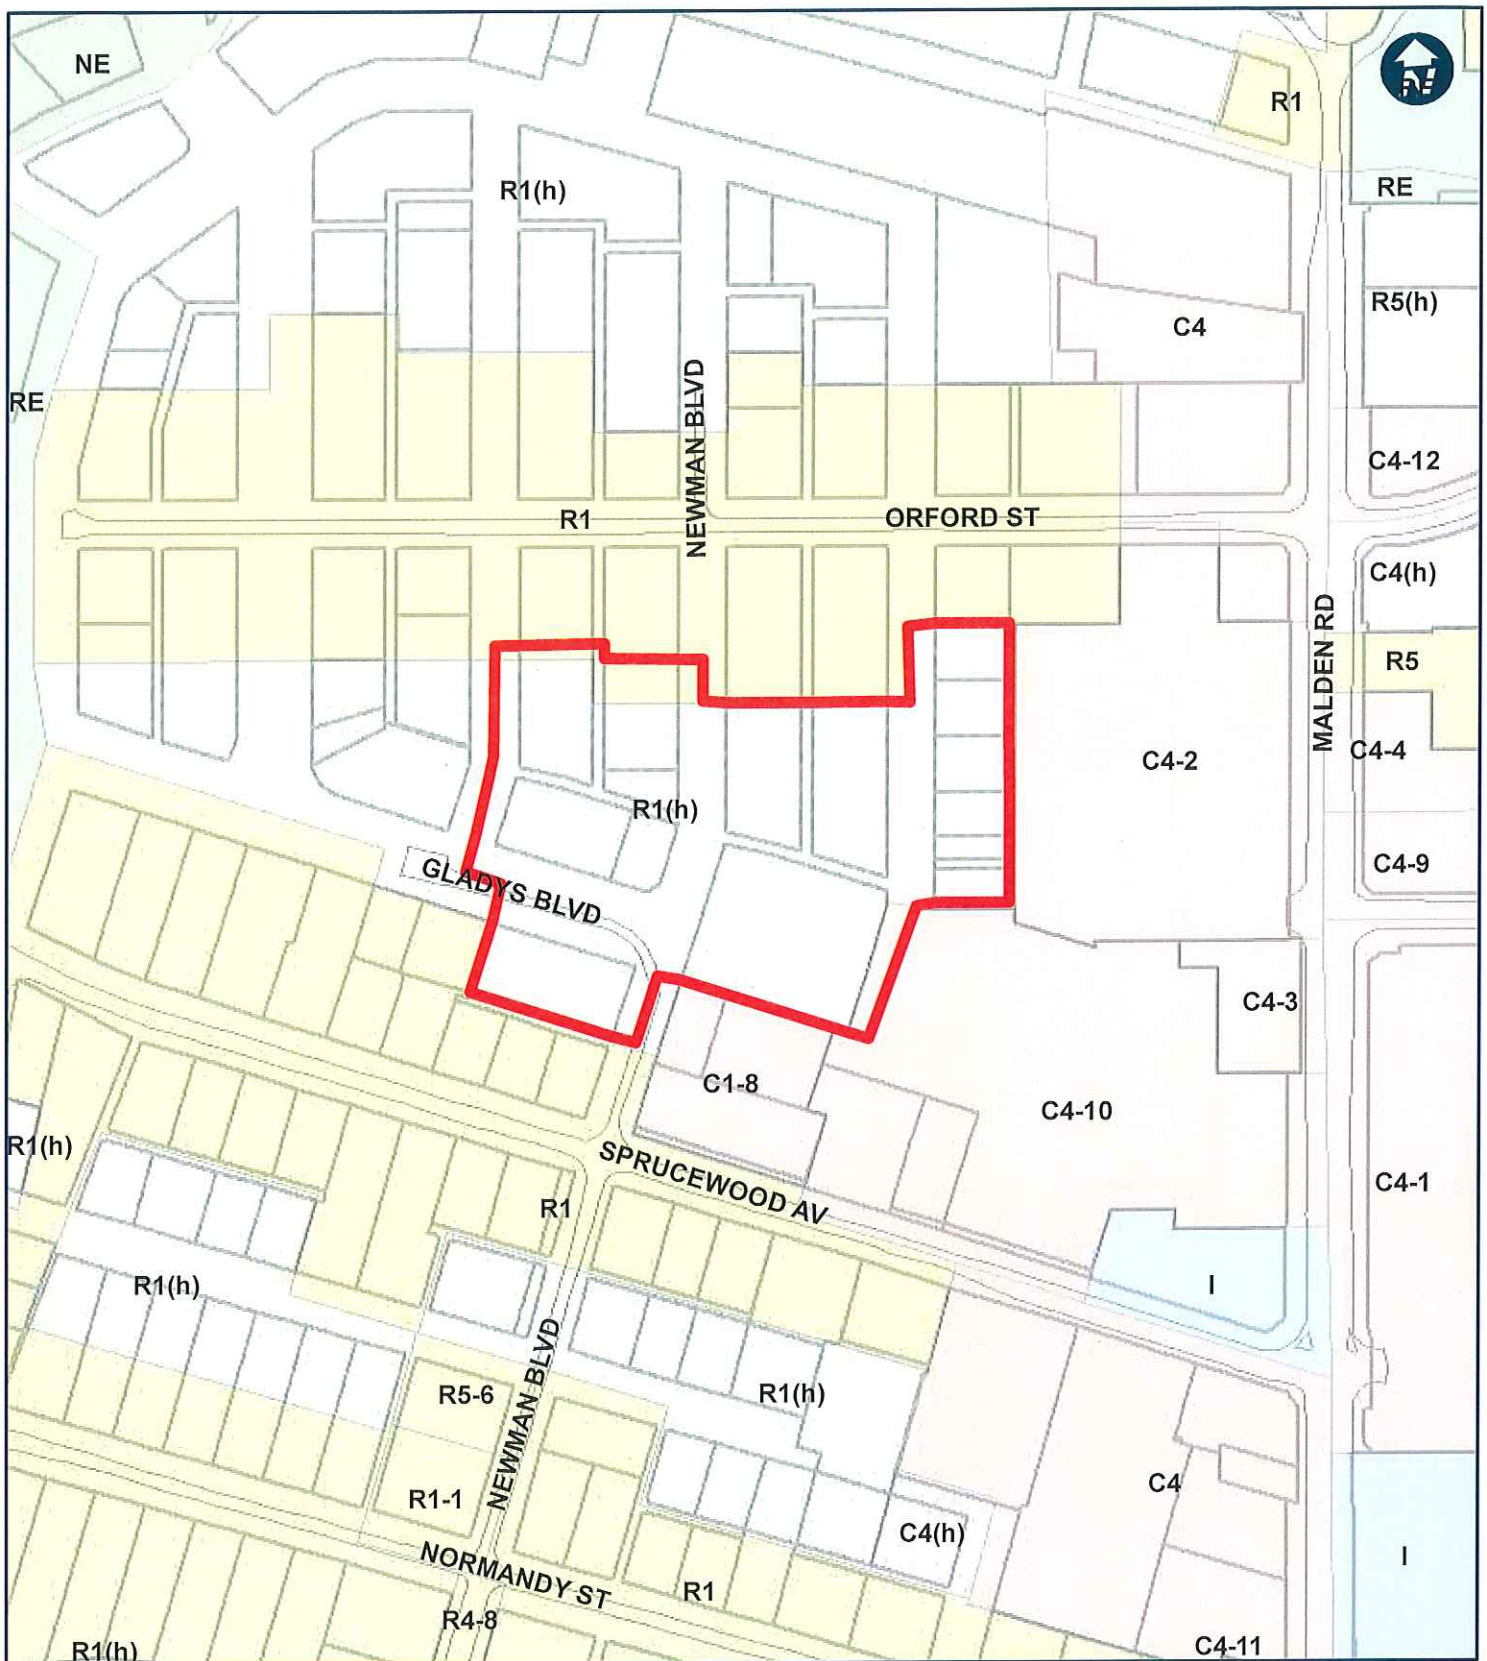 NE
N
R1
RE
R1(h)
R5(h)
C4
RE
NEWMAN BLVD
C4-12
R1
ORFORD ST
C4(h)
MALDEN RD
R5
C4-4
C4-2
R1(h)
C4-9
GLADYS BLVD
C4-3
C1-8
C4-10
R1(h)
SPRUCEWOOD AV
C4-1
R1
R1(h)
I
NEWMAN BLVD
R5-6
R1(h)
C4
R1-1
C4(h)
I
NORMANDY ST
R1
R4-8
R1(h)
C4-11